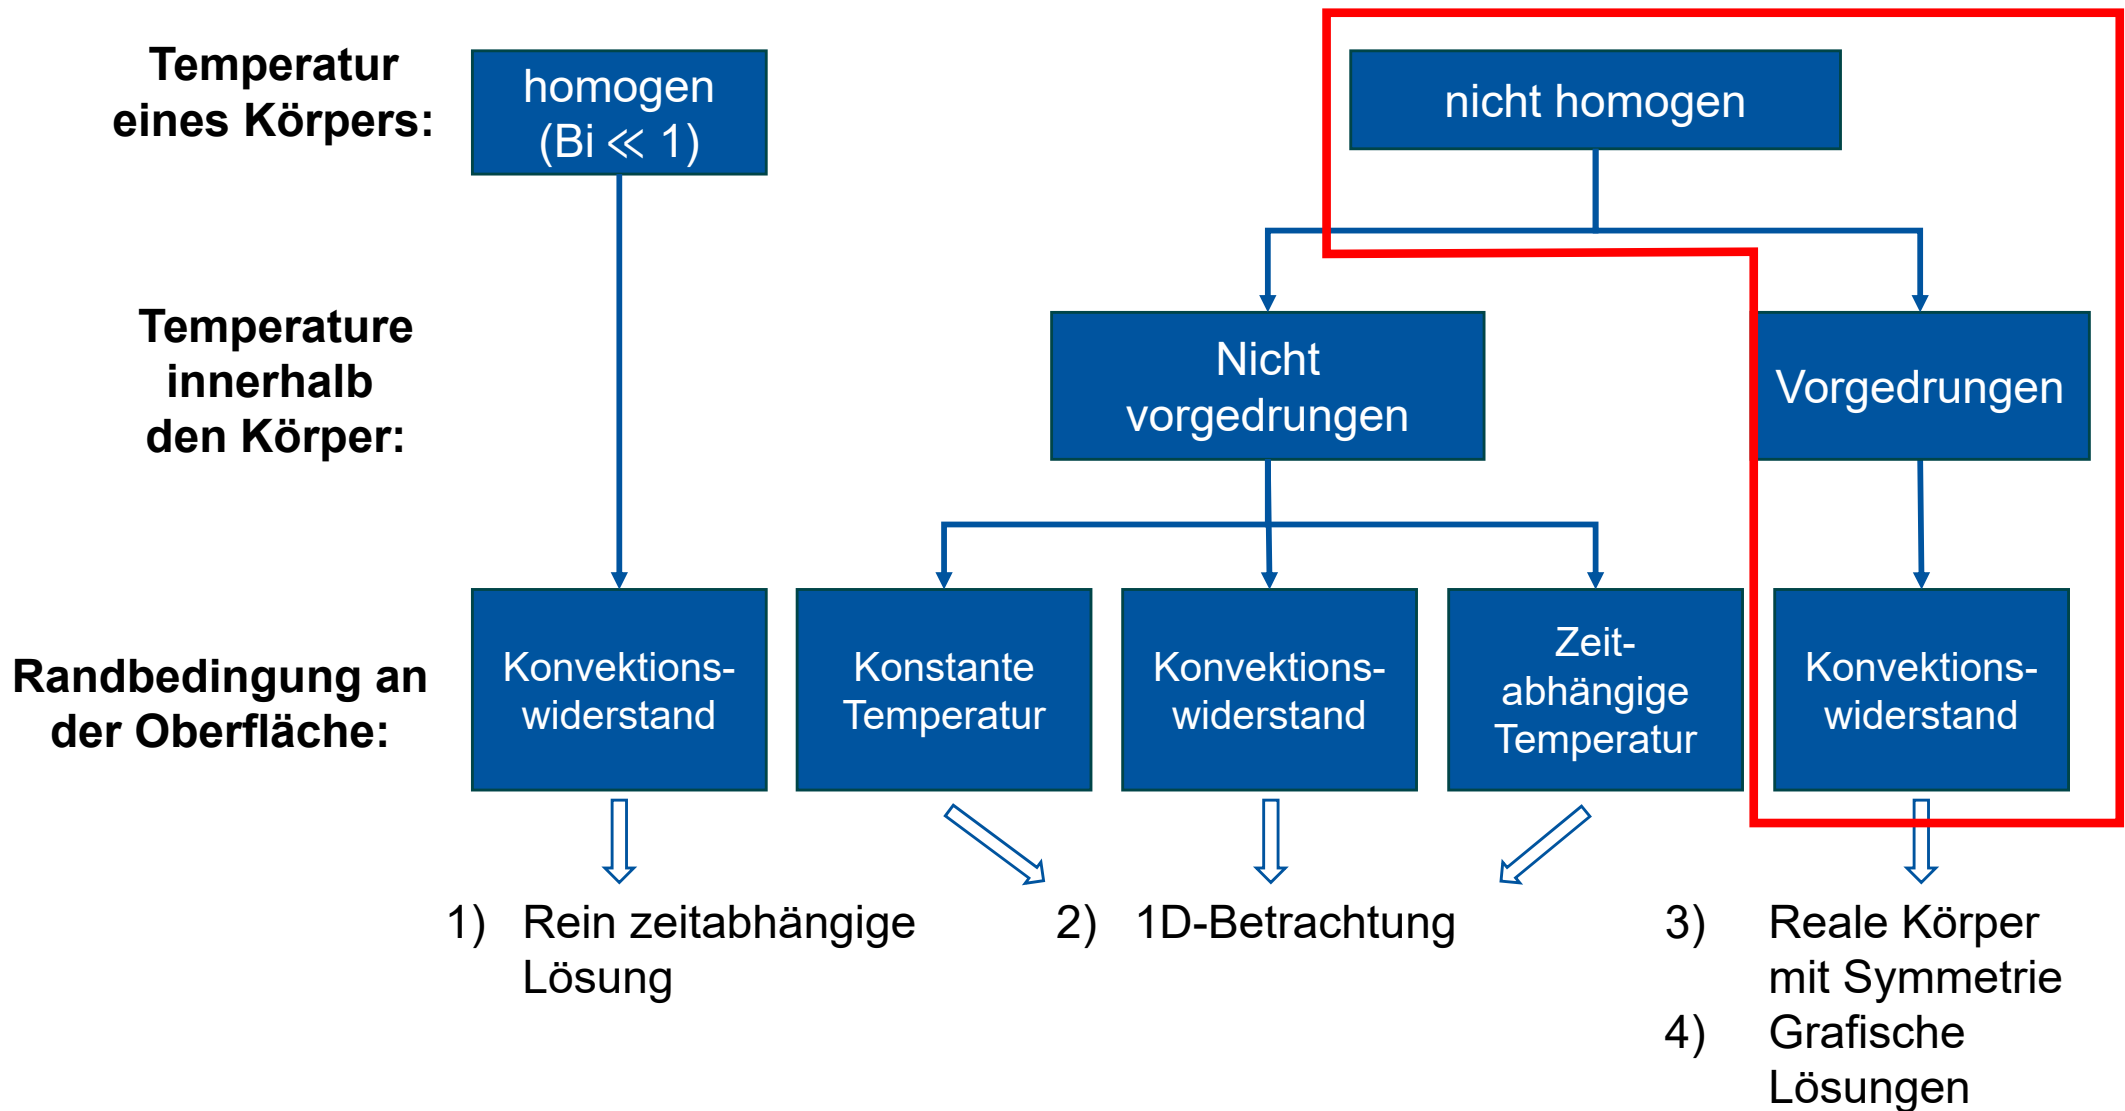 Temperatur
eines Körpers:
homogen
(Bi ≪ 1)
nicht homogen
Temperature
innerhalb
den Körper:
Nicht
vorgedrungen
Vorgedrungen
Randbedingung an
der Oberfläche:
Konvektions-
widerstand
Konstante
Temperatur
Konvektions-
widerstand
Zeit-
abhängige
Temperatur
Konvektions-
widerstand
1) Rein zeitabhängige
Lösung
2) 1D-Betrachtung
3) Reale Körper
mit Symmetrie
4) Grafische
Lösungen